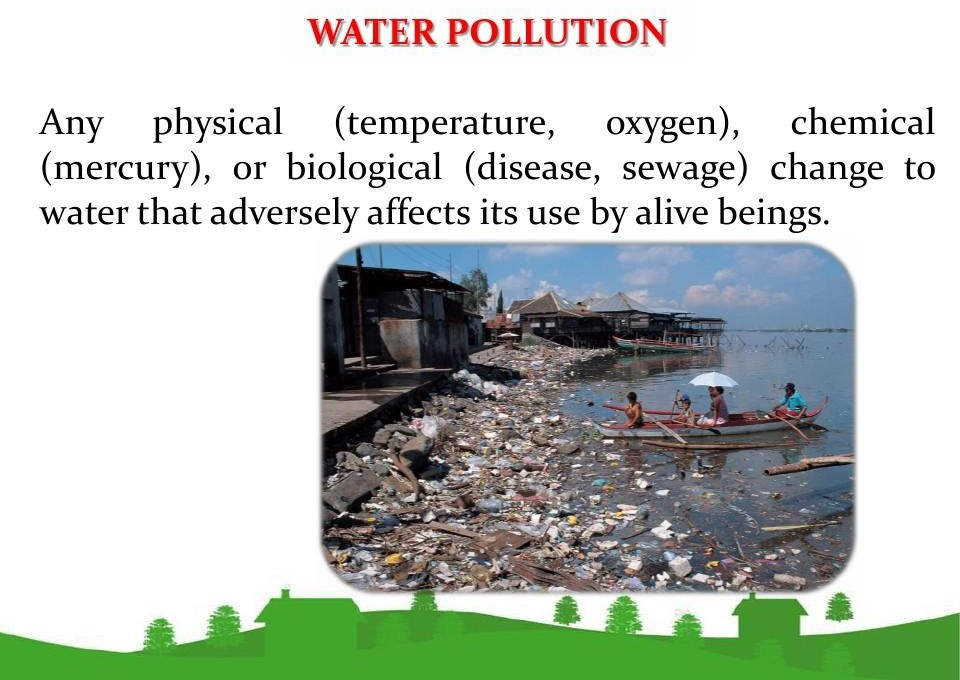 WATER POLLUTION
Any physical (temperature, oxygen), chemical
(mercury), or biological (disease, sewage) change to
water that adversely affects its use by alive beings.